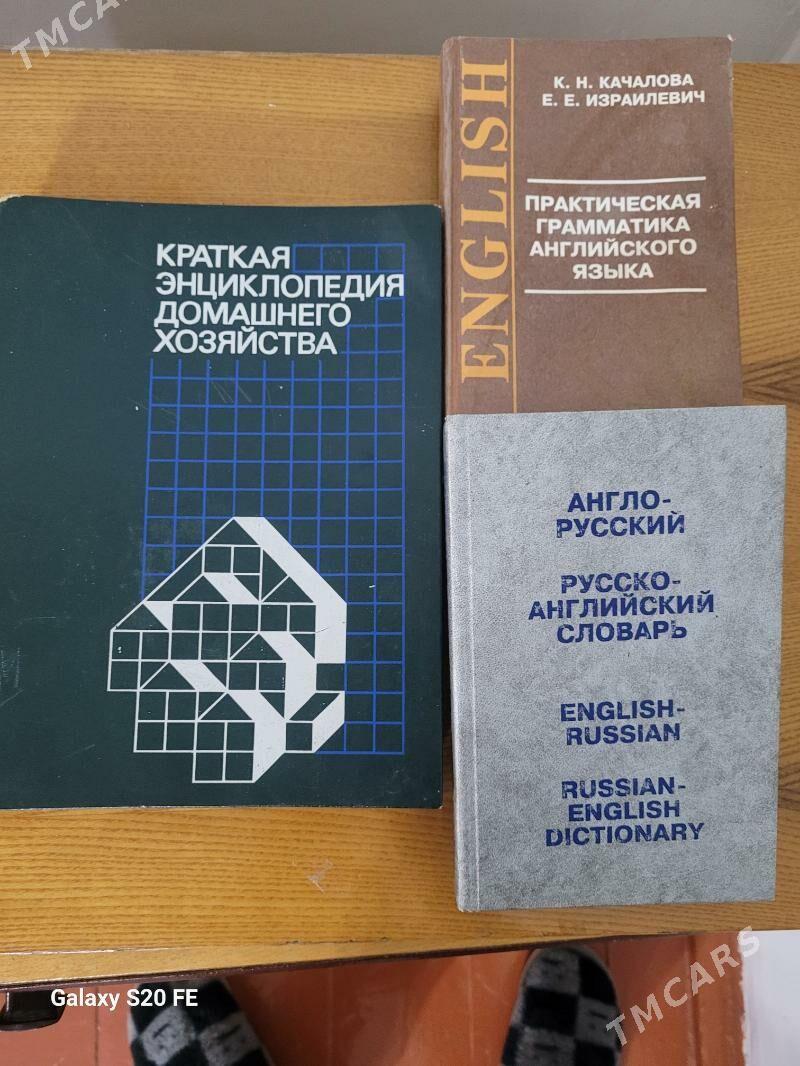 TMCARS
К. Н. КАЧАЛОВА
Е. Е. ИЗРАИЛЕВИЧ
ENGLISH
ПРАКТИЧЕСКАЯ
ГРАММАТИКА
АНГЛИЙСКОГО
ЯЗЫКА
КРАТКАЯ
ЭНЦИКЛОПЕДИЯ
ДОМАШНЕГО
ХОЗЯЙСТВА
АНГЛО-
РУССКИЙ
РУССКО-
АНГЛИЙСКИЙ
СЛОВАРЬ
ENGLISH-
RUSSIAN
RUSSIAN-
ENGLISH
DICTIONARY
Galaxy S20 FE
TMCARS